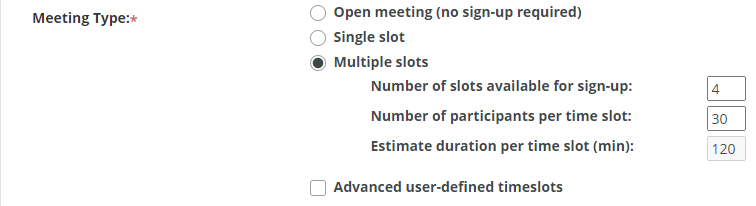 Meeting Type:*
Open meeting (no sign-up required)
Single slot
Multiple slots
Number of slots available for sign-up: 4
Number of participants per time slot: 30
Estimate duration per time slot (min): 120
Advanced user-defined timeslots